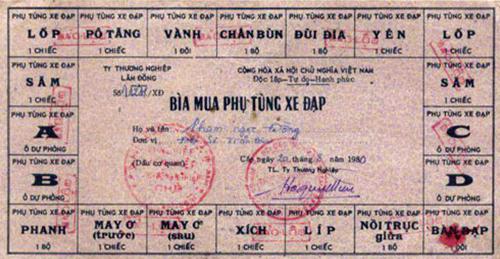 PHỤ TÙNG XE ĐẠP PHỤ TÙNG XE ĐẠP PHỤ TÙNG XE ĐẠP PHỤ TÙNG XE ĐẠP PHỤ TÙNG XE ĐẠP PHỤ TÙNG XE ĐẠP PHỤ TÙNG XE ĐẠP
LỐP PÔ TĂNG VÀNH CHẮN BÙN ĐÙI ĐĨA YÊN LỐP
1 CHIẾC 1 CHIẾC 1 CHIẾC 1 BỘ 1 BỘ 1 CHIẾC 1 CHIẾC
PHỤ TÙNG XE ĐẠP
SĂM
1 CHIẾC
PHỤ TÙNG XE ĐẠP
A
Ô DỰ PHÒNG
PHỤ TÙNG XE ĐẠP
B
Ô DỰ PHÒNG
TY THƯƠNG NGHIỆP
LÂM ĐỒNG
Số /XĐ
CỘNG HÒA XÃ HỘI CHỦ NGHĨA VIỆT NAM
Độc lập—Tự do—Hạnh phúc
BÌA MUA PHỤ TÙNG XE ĐẠP
Họ và tên Phạm ngọc
Đơn vị
(Dấu cơ quan)
Cấp ngày 20 tháng 1980
TL. Ty Thương Nghiệp
PHỤ TÙNG XE ĐẠP
SĂM
1 CHIẾC
PHỤ TÙNG XE ĐẠP
C
Ô DỰ PHÒNG
PHỤ TÙNG XE ĐẠP
D
Ô DỰ PHÒNG
PHỤ TÙNG XE ĐẠP PHỤ TÙNG XE ĐẠP PHỤ TÙNG XE ĐẠP PHỤ TÙNG XE ĐẠP PHỤ TÙNG XE ĐẠP PHỤ TÙNG XE ĐẠP PHỤ TÙNG XE ĐẠP
PHANH MAY Ơ (trước) MAY Ơ (sau) XÍCH LÍP NỒI TRỤC giữa BÀN ĐẠP
1 BỘ 1 CHIẾC 1 CHIẾC 1 CHIẾC 1 CHIẾC 1 BỘ 1 ĐÔI